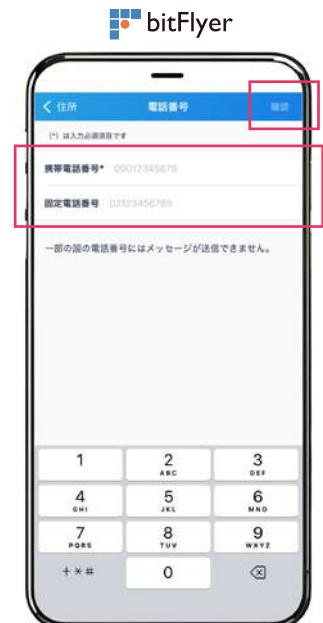 bitFlyer
住所 電話番号 確認
(*) は入力必須項目です
携帯電話番号* 09012345678
固定電話番号 03123456789
一部の国の電話番号にはメッセージが送信できません。
1 2 3
ABC DEF
4 5 6
GHI JKL MNO
7 8 9
PQRS TUV WXYZ
+*# 0